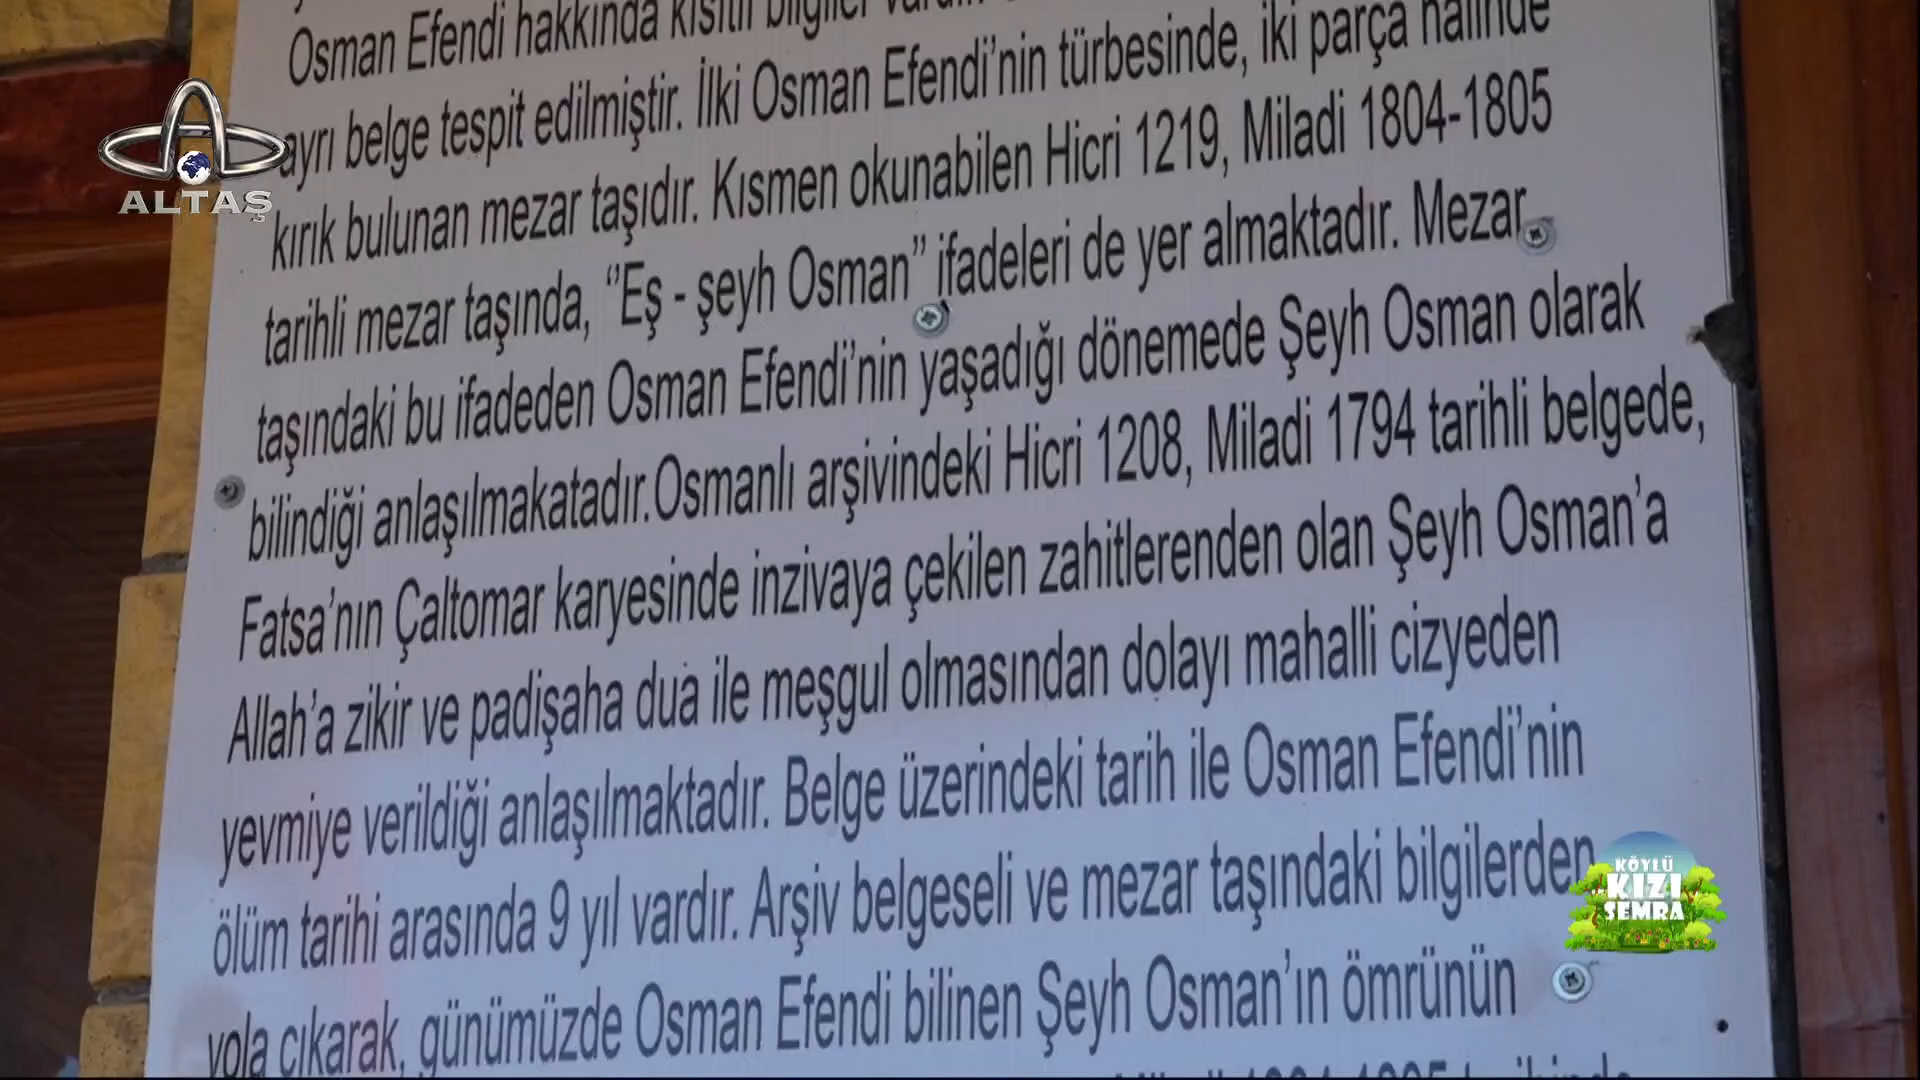 Osman Efendi hakkında kısıtlı bilgiler
ayrı belge tespit edilmiştir. İlki Osman Efendi'nin türbesinde, iki parça halinde
kırık bulunan mezar taşıdır. Kısmen okunabilen Hicri 1219, Miladi 1804-1805
tarihli mezar taşında, “Eş - şeyh Osman” ifadeleri de yer almaktadır. Mezar
taşındaki bu ifadeden Osman Efendi'nin yaşadığı dönemede Şeyh Osman olarak
bilindiği anlaşılmakatadır.Osmanlı arşivindeki Hicri 1208, Miladi 1794 tarihli belgede,
Fatsa'nın Çaltomar karyesinde inzivaya çekilen zahitlerenden olan Şeyh Osman'a
Allah'a zikir ve padişaha dua ile meşgul olmasından dolayı mahalli cizyeden
yevmiye verildiği anlaşılmaktadır. Belge üzerindeki tarih ile Osman Efendi'nin
ölüm tarihi arasında 9 yıl vardır. Arşiv belgeseli ve mezar taşındaki bilgilerden
yola çıkarak, günümüzde Osman Efendi bilinen Şeyh Osman'ın ömrünün
ALTAŞ
KÖYLÜ
KIZI
SEMRA